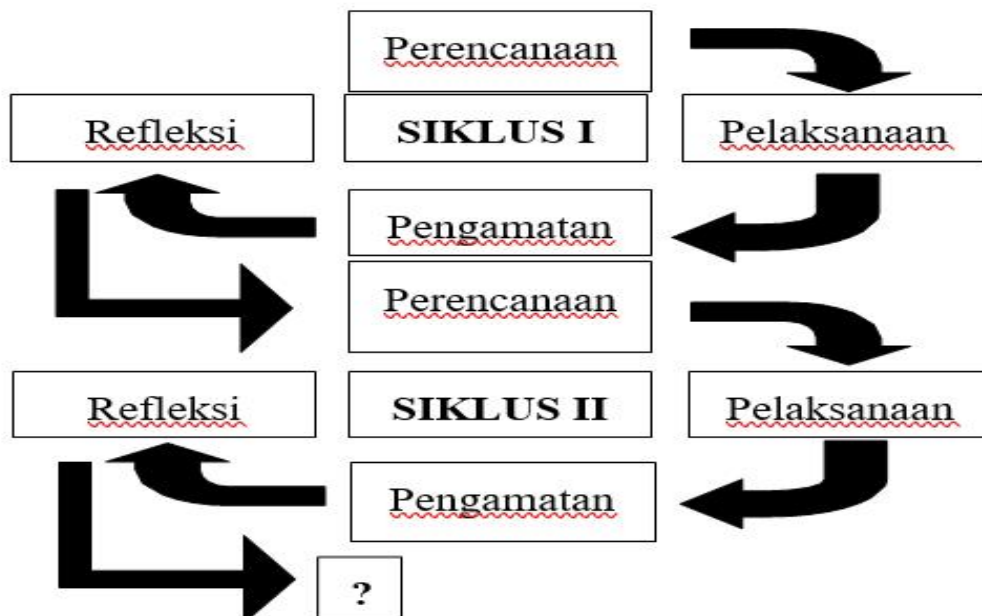 Perencanaan
Refleksi SIKLUS I Pelaksanaan
Pengamatan
Perencanaan
Refleksi SIKLUS II Pelaksanaan
Pengamatan
?